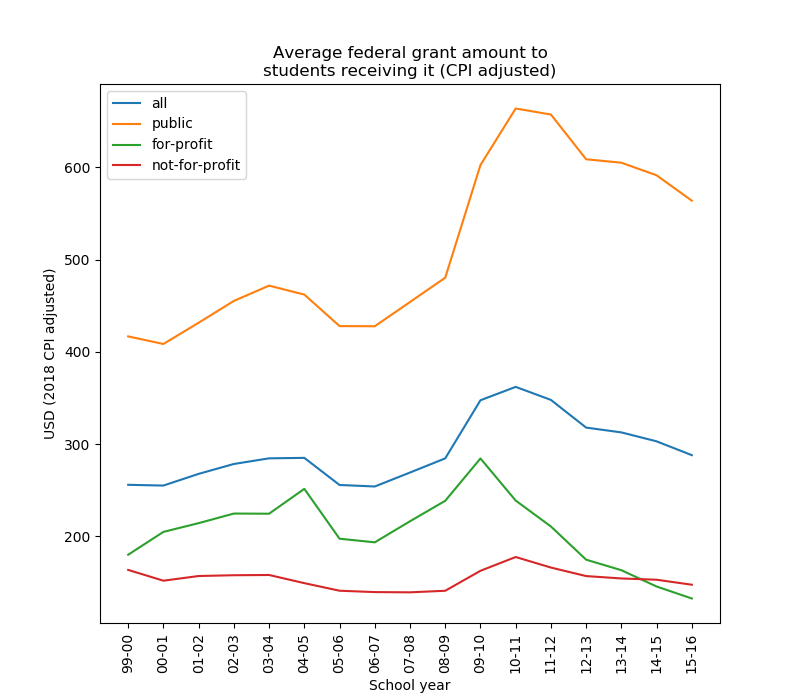 Average federal grant amount to
students receiving it (CPI adjusted)
all
public
for-profit
not-for-profit
600
500
400
300
200
USD (2018 CPI adjusted)
99-00
00-01
01-02
02-03
03-04
04-05
05-06
06-07
07-08
08-09
09-10
10-11
11-12
12-13
13-14
14-15
15-16
School year